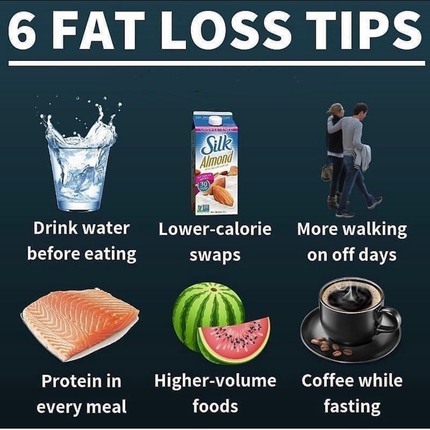 6 FAT LOSS TIPS
Silk
Almond
30
Drink water
before eating
Lower-calorie
swaps
More walking
on off days
Protein in
every meal
Higher-volume
foods
Coffee while
fasting